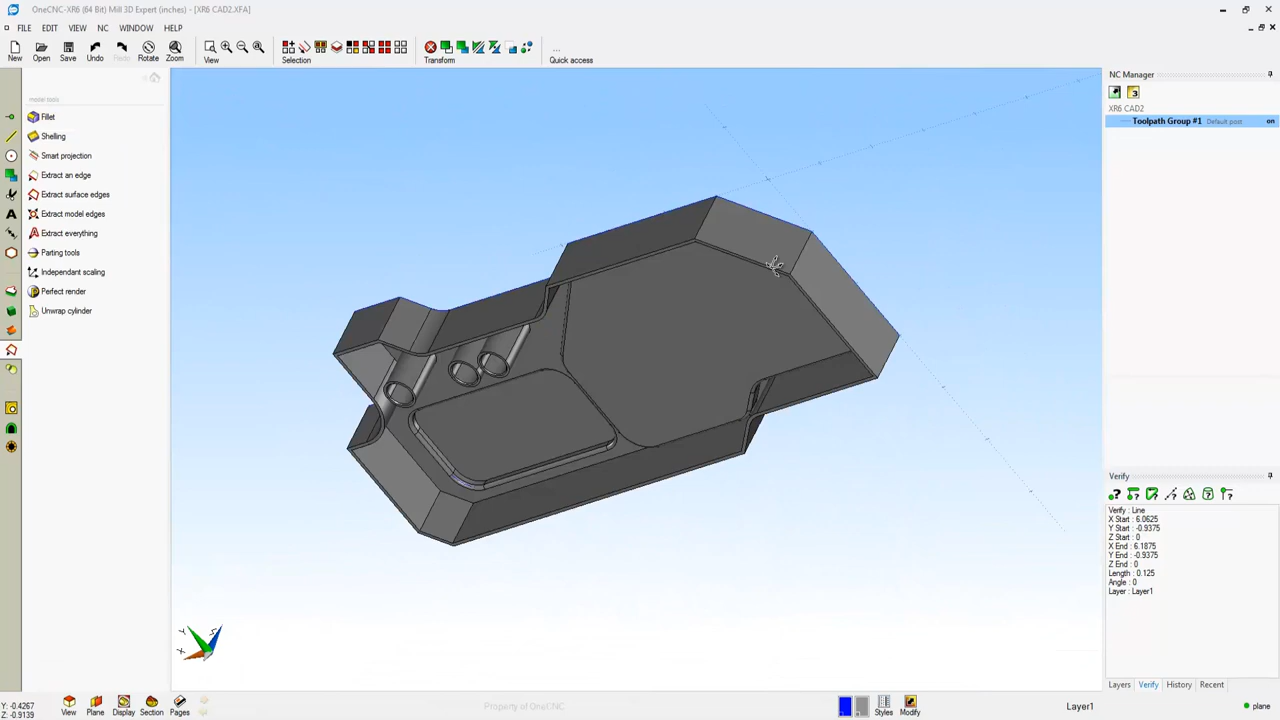 OneCNC-XR6 (64 Bit) Mill 3D Expert (inches) - [XR6 CAD2.XFA]
FILE EDIT VIEW NC WINDOW HELP
New Open Save Undo Redo Rotate Zoom View Selection Transform Quick access
model tools
Fillet
Shelling
Smart projection
Extract an edge
Extract surface edges
Extract model edges
Extract everything
Parting tools
Independant scaling
Perfect render
Unwrap cylinder
NC Manager
XR6 CAD2
Toolpath Group #1 Default post on
Verify
Verify : Line
X Start : 6.0625
Y Start : -0.9375
Z Start : 0
X End : 6.1875
Y End : -0.9375
Z End : 0
Length : 0.125
Angle : 0
Layer : Layer1
Layers Verify History Recent
Y: -0.4267
Z: -0.9139
View Plane Display Section Pages
Property of OneCNC
Styles Modify
Layer1
plane